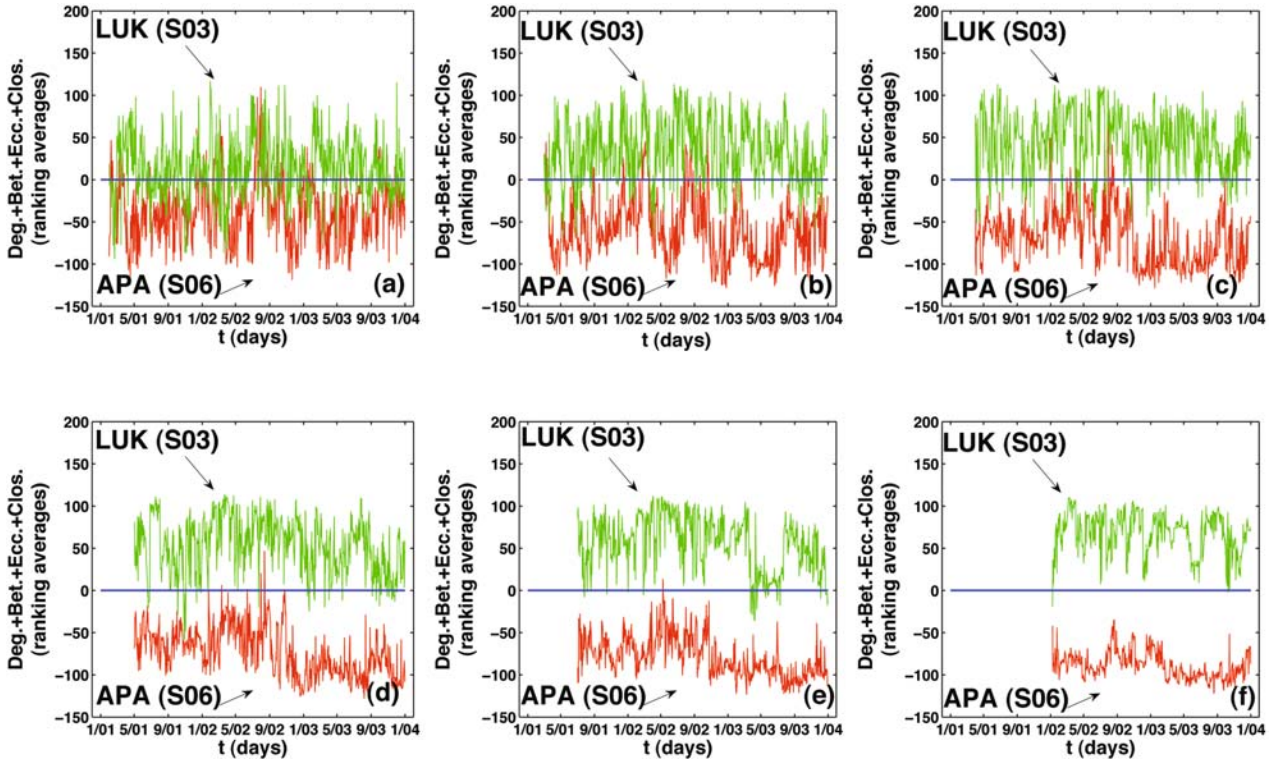 LUK (S03)
Deg.+Bet.+Ecc.+Clos.
(ranking averages)
200
150
100
50
0
−50
−100
−150
APA (S06)
(a)
1/01 5/01 9/01 1/02 5/02 9/02 1/03 5/03 9/03 1/04
t (days)
LUK (S03)
Deg.+Bet.+Ecc.+Clos.
(ranking averages)
200
150
100
50
0
−50
−100
−150
APA (S06)
(b)
1/01 5/01 9/01 1/02 5/02 9/02 1/03 5/03 9/03 1/04
t (days)
LUK (S03)
Deg.+Bet.+Ecc.+Clos.
(ranking averages)
200
150
100
50
0
−50
−100
−150
APA (S06)
(c)
1/01 5/01 9/01 1/02 5/02 9/02 1/03 5/03 9/03 1/04
t (days)
LUK (S03)
Deg.+Bet.+Ecc.+Clos.
(ranking averages)
200
150
100
50
0
−50
−100
−150
APA (S06)
(d)
1/01 5/01 9/01 1/02 5/02 9/02 1/03 5/03 9/03 1/04
t (days)
LUK (S03)
Deg.+Bet.+Ecc.+Clos.
(ranking averages)
200
150
100
50
0
−50
−100
−150
APA (S06)
(e)
1/01 5/01 9/01 1/02 5/02 9/02 1/03 5/03 9/03 1/04
t (days)
LUK (S03)
Deg.+Bet.+Ecc.+Clos.
(ranking averages)
200
150
100
50
0
−50
−100
−150
APA (S06)
(f)
1/01 5/01 9/01 1/02 5/02 9/02 1/03 5/03 9/03 1/04
t (days)